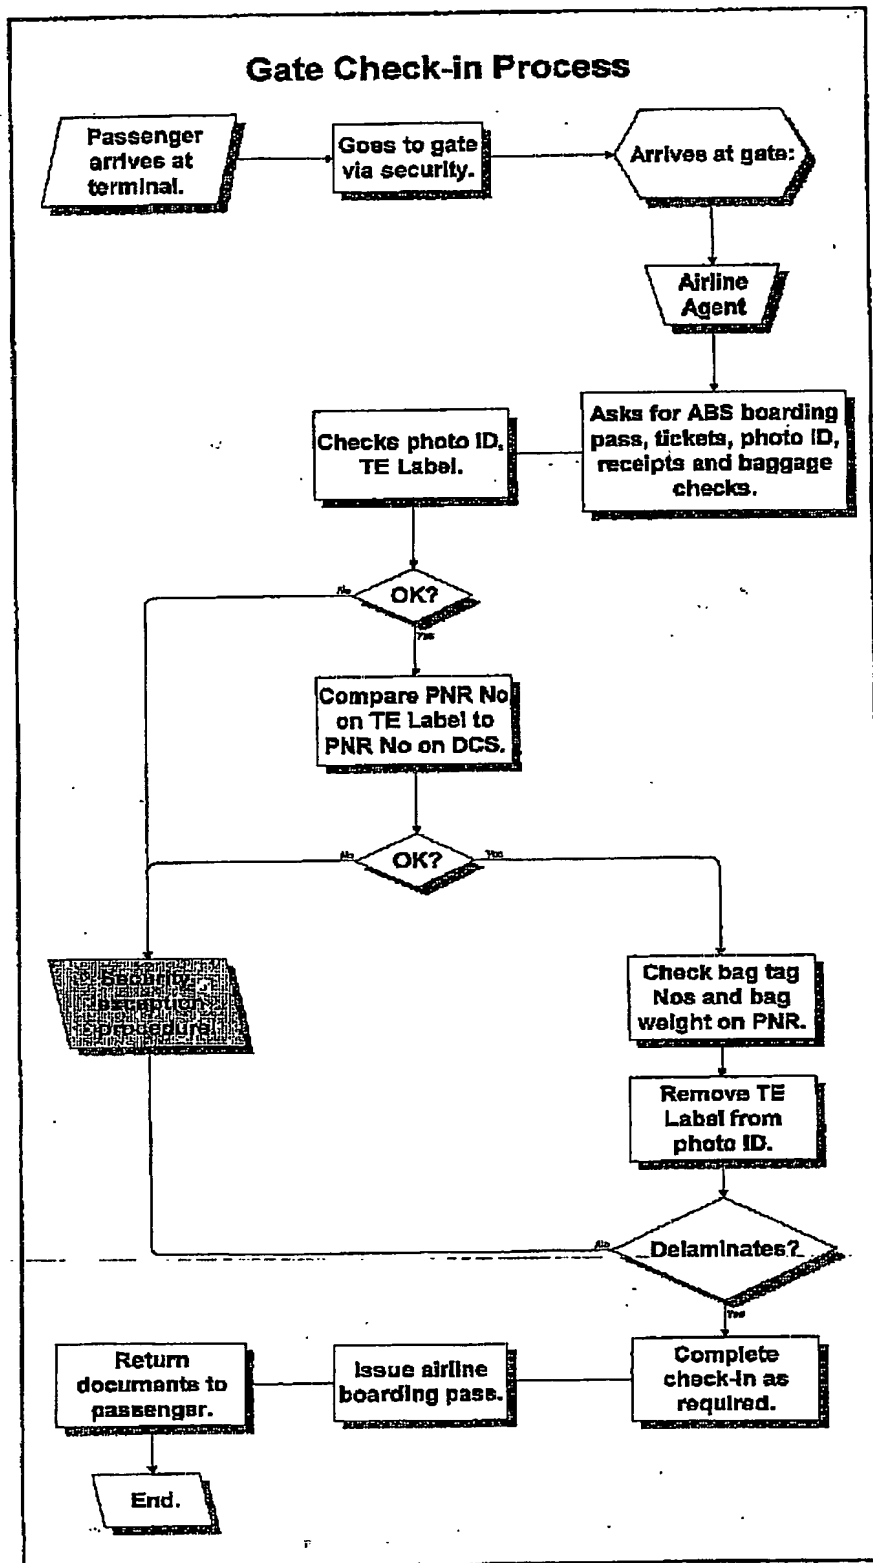 Gate Check-in Process
Passenger
arrives at
terminal.
Goes to gate
via security.
Arrives at gate:
Airline
Agent
Asks for ABS boarding
pass, tickets, photo ID,
receipts and baggage
checks.
Checks photo ID,
TE Label.
No
OK?
Yes
Compare PNR No
on TE Label to
PNR No on DCS.
No
OK?
Yes
Security
exception
procedure.
Check bag tag
Nos and bag
weight on PNR.
Remove TE
Label from
photo ID.
No
Delaminates?
Yes
Complete
check-in as
required.
Issue airline
boarding pass.
Return
documents to
passenger.
End.